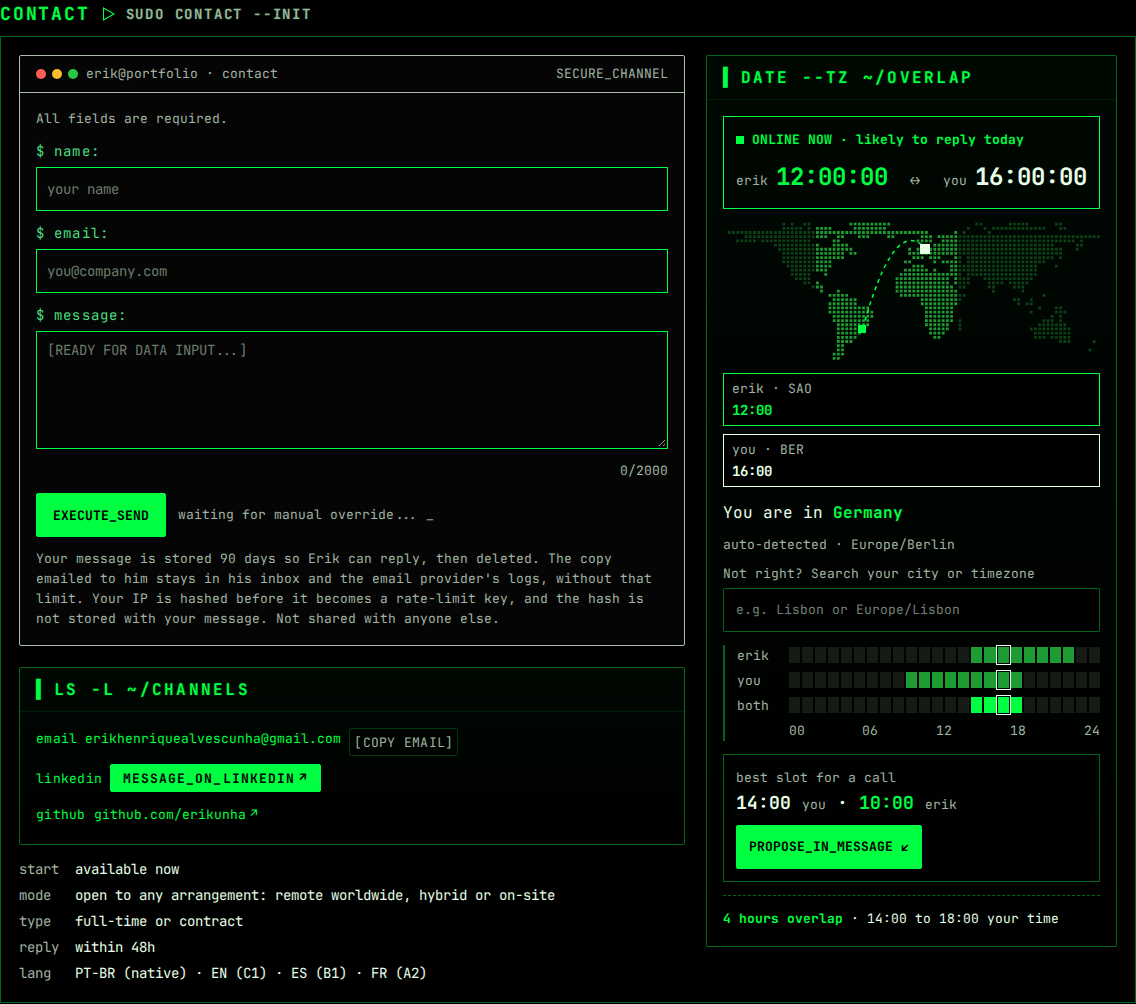 CONTACT ▷ SUDO CONTACT --INIT
erik@portfolio · contact SECURE_CHANNEL
All fields are required.
$ name:
your name
$ email:
you@company.com
$ message:
[READY FOR DATA INPUT...]
0/2000
EXECUTE_SEND waiting for manual override... _
Your message is stored 90 days so Erik can reply, then deleted. The copy
emailed to him stays in his inbox and the email provider's logs, without that
limit. Your IP is hashed before it becomes a rate-limit key, and the hash is
not stored with your message. Not shared with anyone else.
LS -L ~/CHANNELS
email erikhenriquealvescunha@gmail.com [COPY EMAIL]
linkedin MESSAGE_ON_LINKEDIN↗
github github.com/erikunha↗
start available now
mode open to any arrangement: remote worldwide, hybrid or on-site
type full-time or contract
reply within 48h
lang PT-BR (native) · EN (C1) · ES (B1) · FR (A2)
DATE --TZ ~/OVERLAP
ONLINE NOW · likely to reply today
erik 12:00:00 ↔ you 16:00:00
erik · SAO
12:00
you · BER
16:00
You are in Germany
auto-detected · Europe/Berlin
Not right? Search your city or timezone
e.g. Lisbon or Europe/Lisbon
erik
you
both
00 06 12 18 24
best slot for a call
14:00 you • 10:00 erik
PROPOSE_IN_MESSAGE ↙
4 hours overlap · 14:00 to 18:00 your time